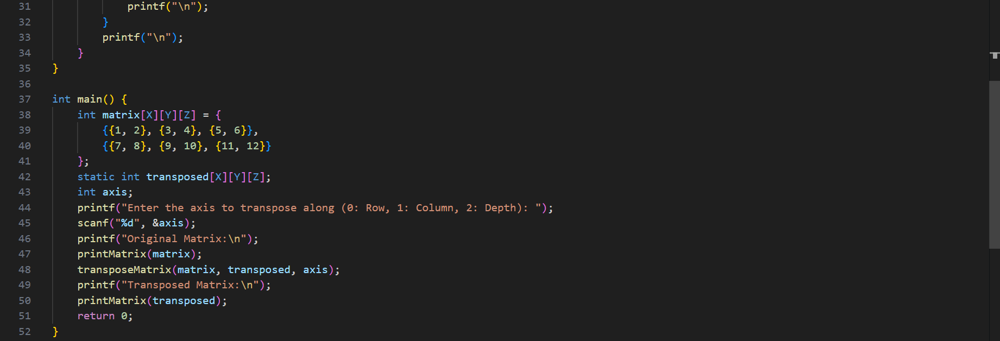 31 printf("\n");
32 }
33 printf("\n");
34 }
35 }
36
37 int main() {
38 int matrix[X][Y][Z] = {
39 {{1, 2}, {3, 4}, {5, 6}},
40 {{7, 8}, {9, 10}, {11, 12}}
41 };
42 static int transposed[X][Y][Z];
43 int axis;
44 printf("Enter the axis to transpose along (0: Row, 1: Column, 2: Depth): ");
45 scanf("%d", &axis);
46 printf("Original Matrix:\n");
47 printMatrix(matrix);
48 transposeMatrix(matrix, transposed, axis);
49 printf("Transposed Matrix:\n");
50 printMatrix(transposed);
51 return 0;
52 }